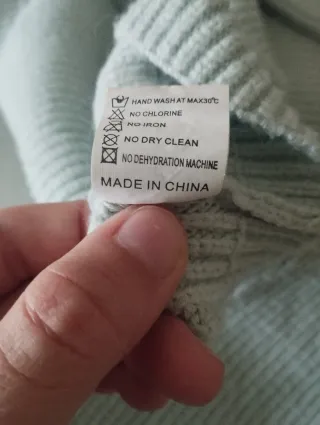 HAND WASH AT MAX30°C
NO CHLORINE
NO IRON
NO DRY CLEAN
NO DEHYDRATION MACHINE
MADE IN CHINA